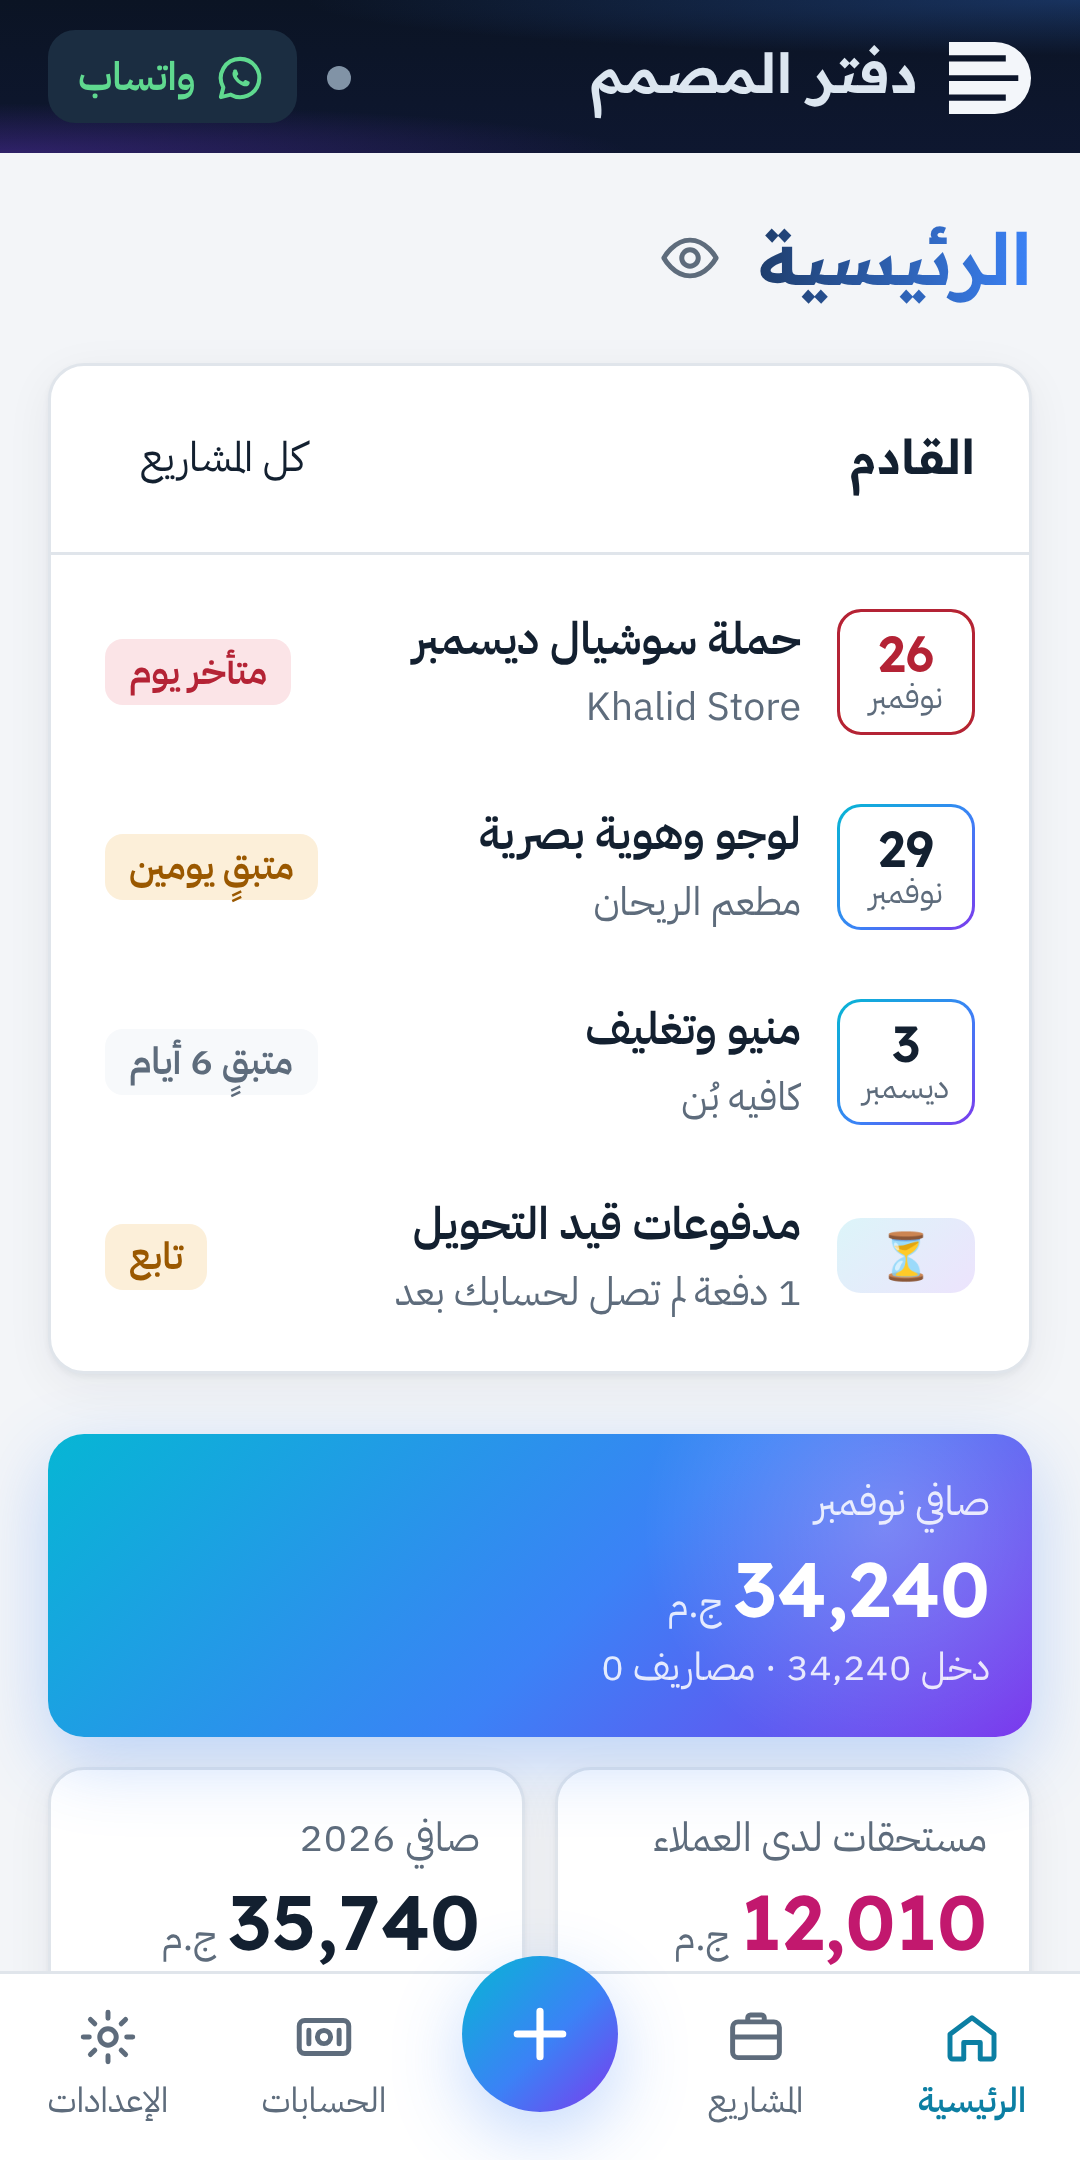 دفتر المصمم
واتساب
الرئيسية
القادم
كل المشاريع
26
نوفمبر
حملة سوشيال ديسمبر
Khalid Store
متأخر يوم
29
نوفمبر
لوجو وهوية بصرية
مطعم الريحان
متبقٍ يومين
3
ديسمبر
منيو وتغليف
كافيه بُن
متبقٍ 6 أيام
مدفوعات قيد التحويل
1 دفعة لم تصل لحسابك بعد
تابع
صافي نوفمبر
34,240 ج.م
دخل 34,240 · مصاريف 0
مستحقات لدى العملاء
12,010 ج.م
صافي 2026
35,740 ج.م
الرئيسية
المشاريع
الحسابات
الإعدادات